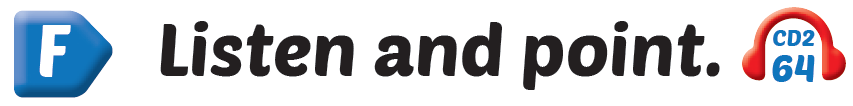 F Listen and point. CD2
64